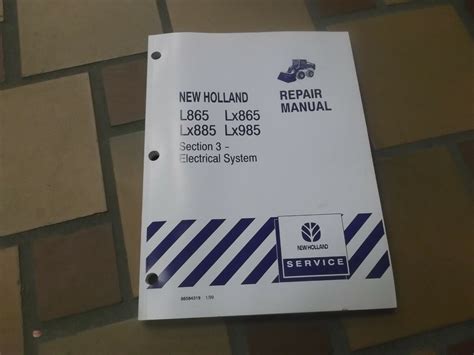 NEW HOLLAND
L865 Lx865
Lx885 Lx985
Section 3 -
Electrical System
REPAIR
MANUAL
NEW HOLLAND
SERVICE